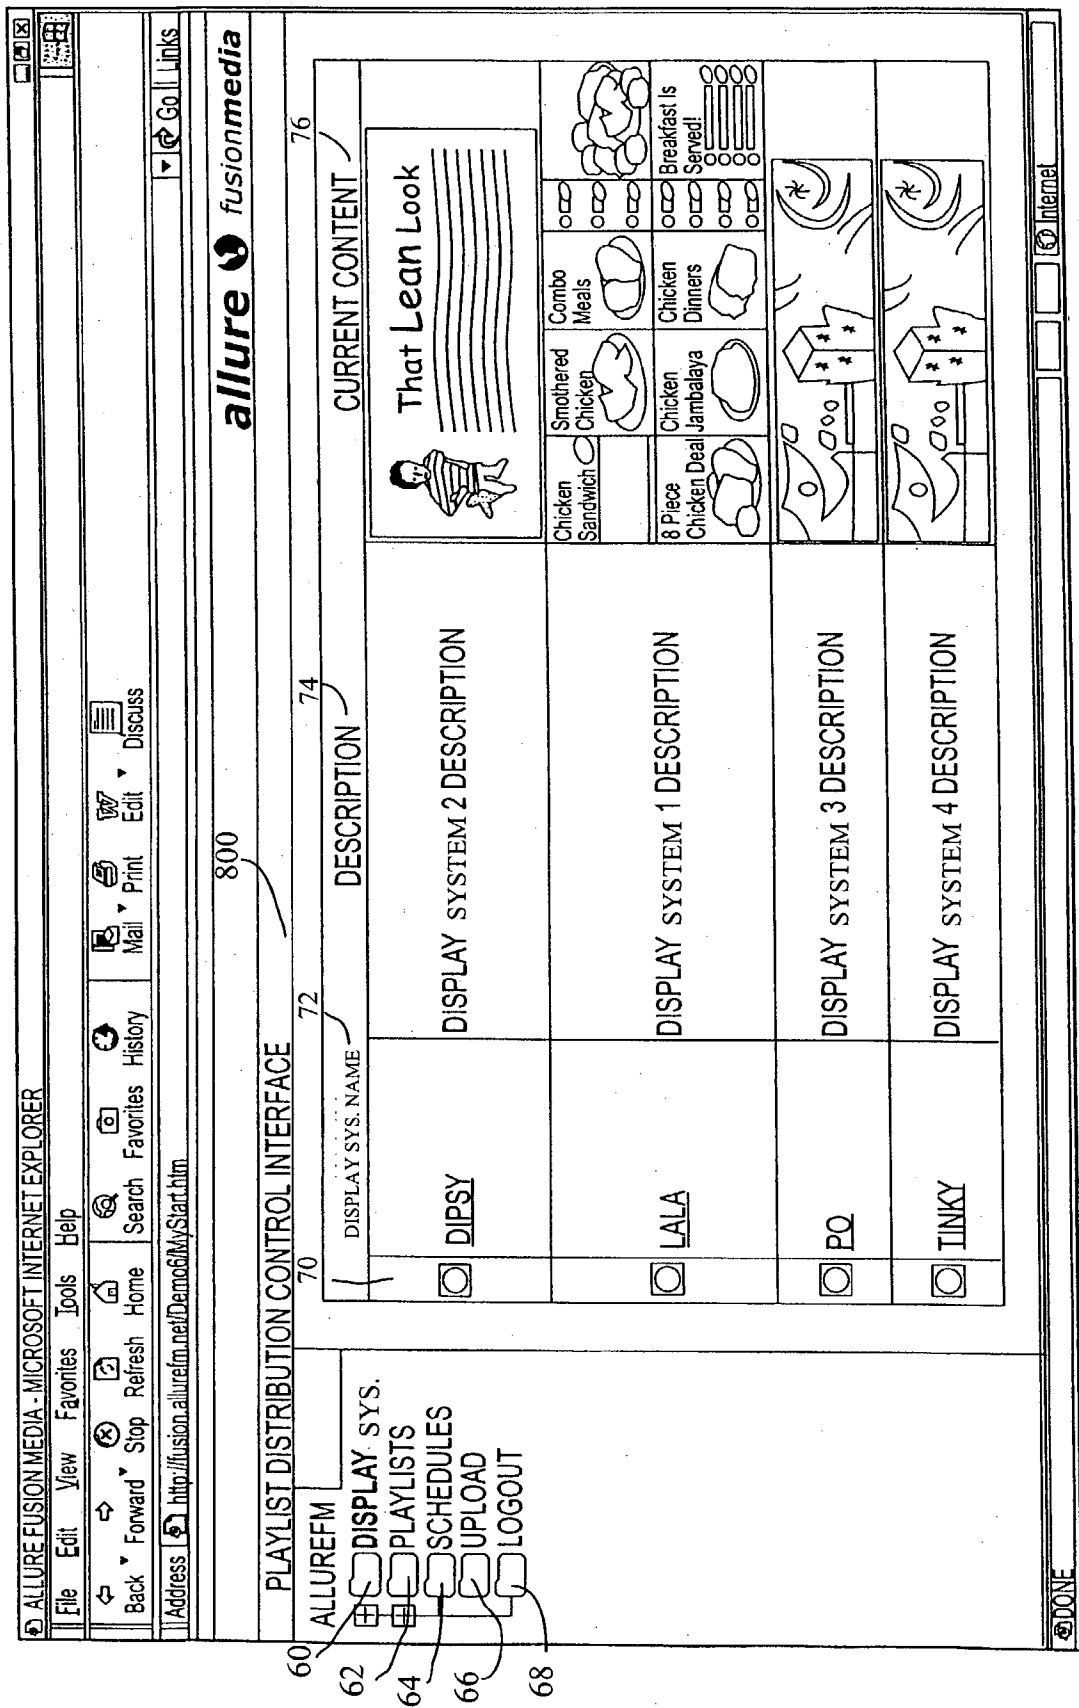 ALLURE FUSION MEDIA - MICROSOFT INTERNET EXPLORER
File Edit View Favorites Tools Help
Back Forward Stop Refresh Home Search Favorites History Mail Print Edit Discuss
Address http://fusion.allurefm.net/Demo6/MyStart.htm Go Links
allure fusionmedia
800
PLAYLIST DISTRIBUTION CONTROL INTERFACE
ALLUREFM
60 DISPLAY SYS.
62 PLAYLISTS
64 SCHEDULES
66 UPLOAD
68 LOGOUT
70 72 74 76
DISPLAY SYS. NAME DESCRIPTION CURRENT CONTENT
DIPSY DISPLAY SYSTEM 2 DESCRIPTION
That Lean Look
LALA DISPLAY SYSTEM 1 DESCRIPTION
Chicken Sandwich
Smothered Chicken
Combo Meals
8 Piece Chicken Deal
Chicken Jambalaya
Chicken Dinners
Breakfast Is Served!
PO DISPLAY SYSTEM 3 DESCRIPTION
TINKY DISPLAY SYSTEM 4 DESCRIPTION
DONE Internet